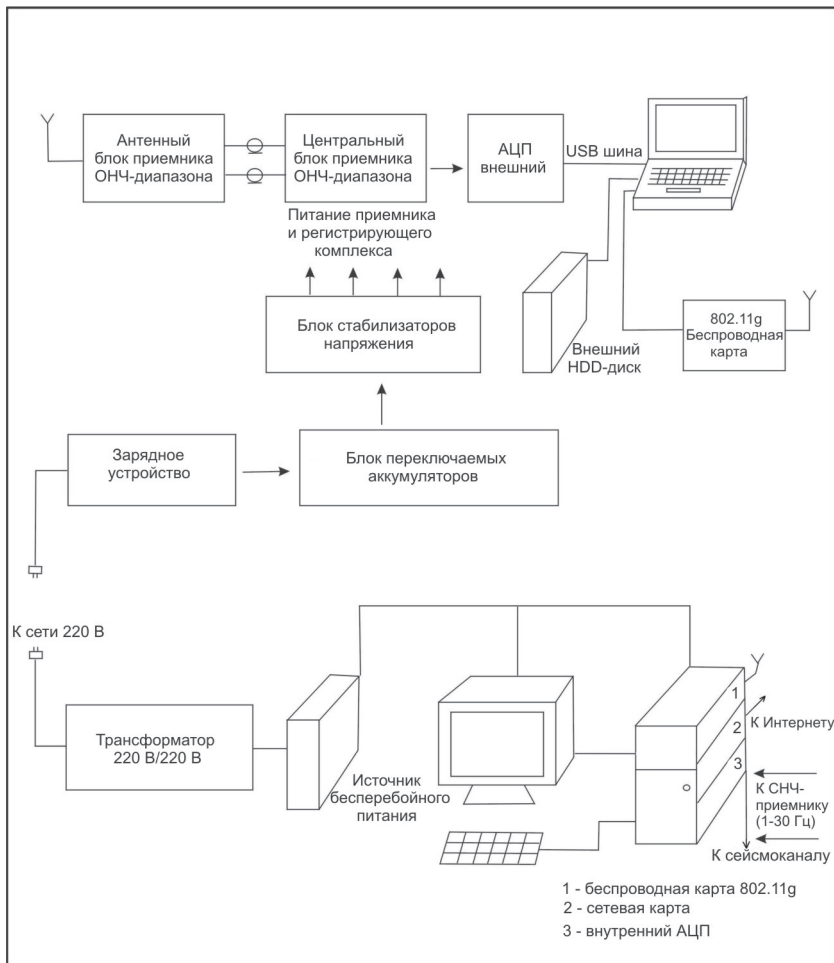 Антенный
блок приемника
ОНЧ-диапазона
Центральный
блок приемника
ОНЧ-диапазона
АЦП
внешний
USB шина
Питание приемника
и регистрирующего
комплекса
Блок стабилизаторов
напряжения
Внешний
HDD-диск
802.11g
Беспроводная
карта
Зарядное
устройство
Блок переключаемых
аккумуляторов
К сети 220 В
Трансформатор
220 В/220 В
Источник
бесперебойного
питания
1
2
3
К Интернету
К СНЧ-
приемнику
(1-30 Гц)
К сейсмоканалу
1 - беспроводная карта 802.11g
2 - сетевая карта
3 - внутренний АЦП